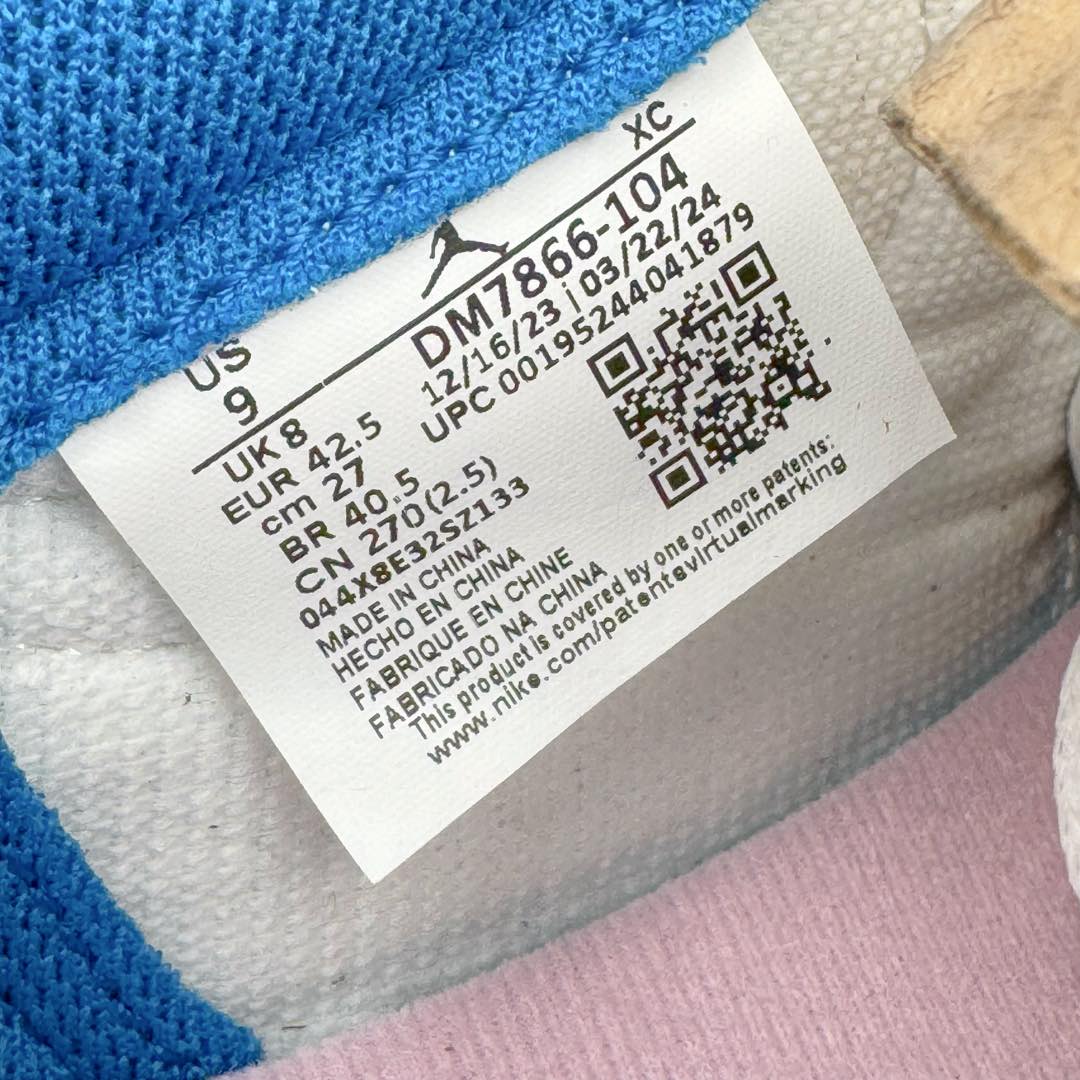 XC
US
9
DM7866-104
12/16/23 ¡ 03/22/24
UPC 00195244041879
UK 8
EUR 42.5
cm 27
BR 40.5
CN 270(2.5)
044X8E32SZ133
MADE IN CHINA
HECHO EN CHINA
FABRIQUE EN CHINE
FABRICADO NA CHINA
This product is covered by one or more patents:
www.nike.com/patentsvirtualmarking